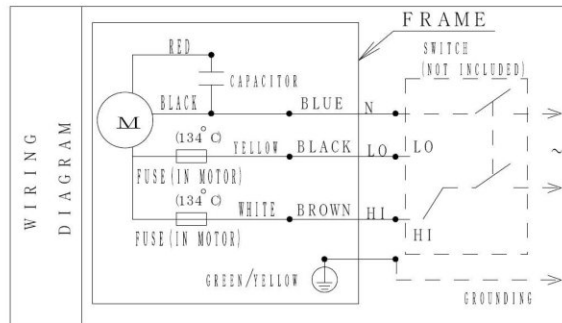 WIRING DIAGRAM
FRAME
RED
SWITCH
(NOT INCLUDED)
CAPACITOR
BLACK
BLUE
N
M
(134°C)
YELLOW
BLACK
LO
LO
~
FUSE(IN MOTOR)
(134°C)
WHITE
BROWN
HI
HI
FUSE(IN MOTOR)
GREEN/YELLOW
GROUNDING